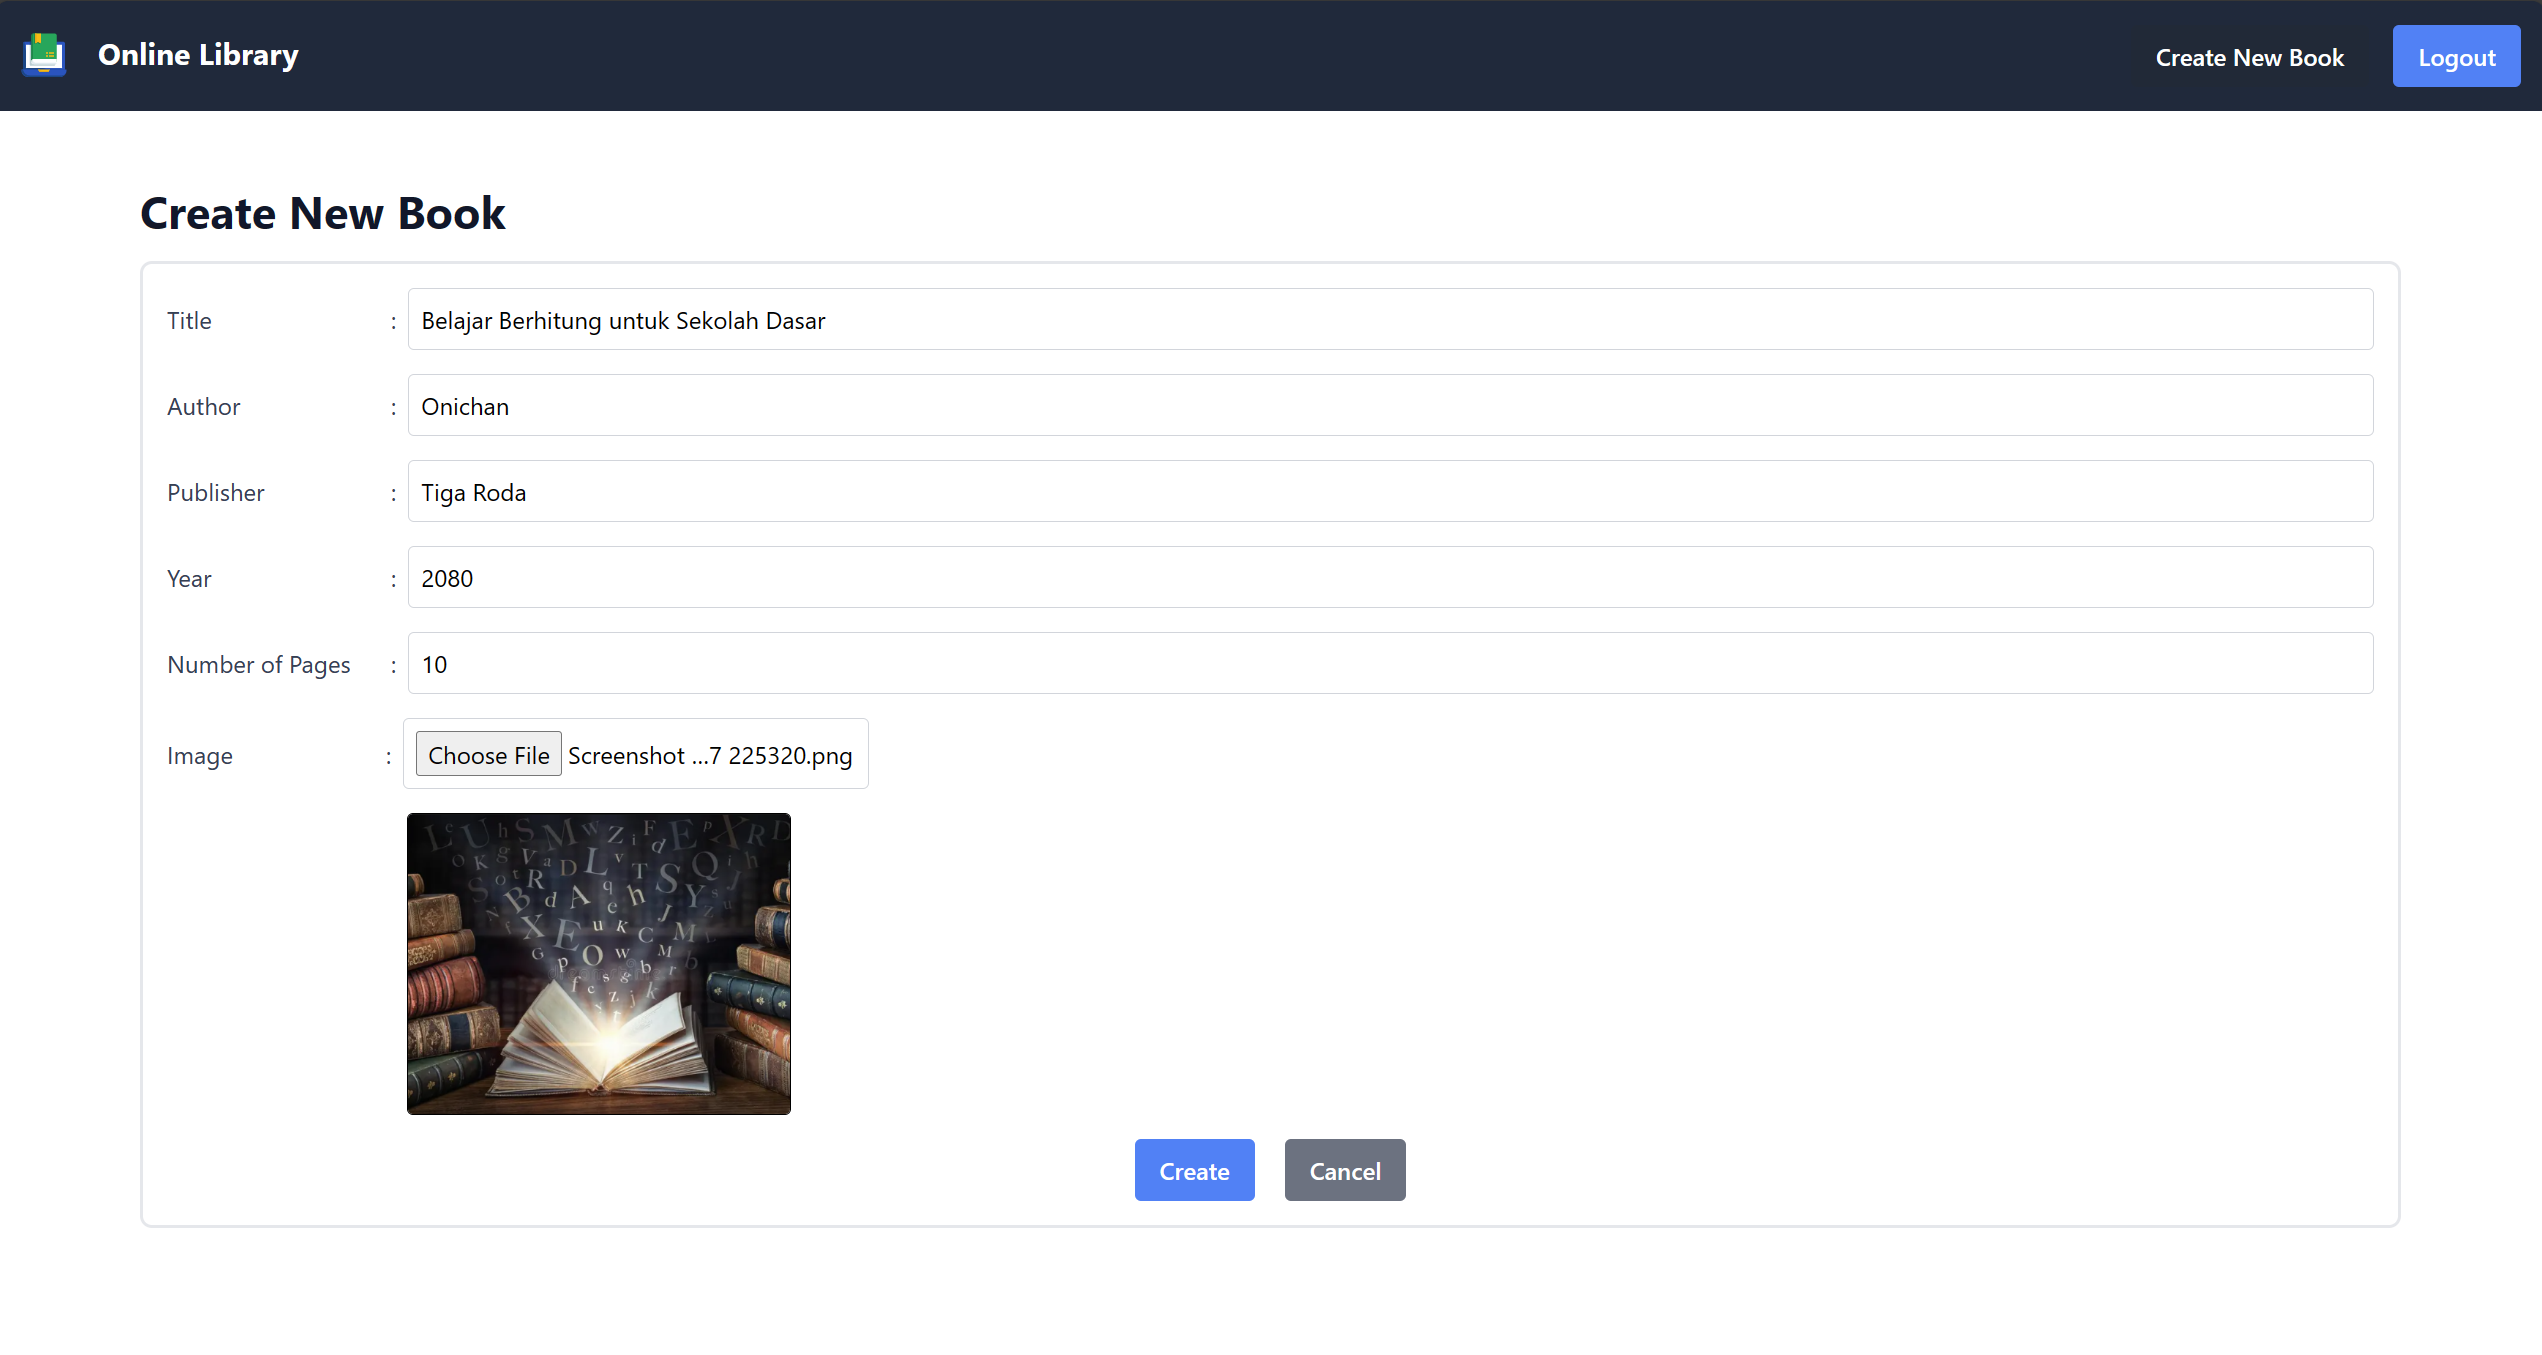 Online Library
Create New Book
Logout
Create New Book
Title : Belajar Berhitung untuk Sekolah Dasar
Author : Onichan
Publisher : Tiga Roda
Year : 2080
Number of Pages : 10
Image : Choose File Screenshot ...7 225320.png
Create
Cancel